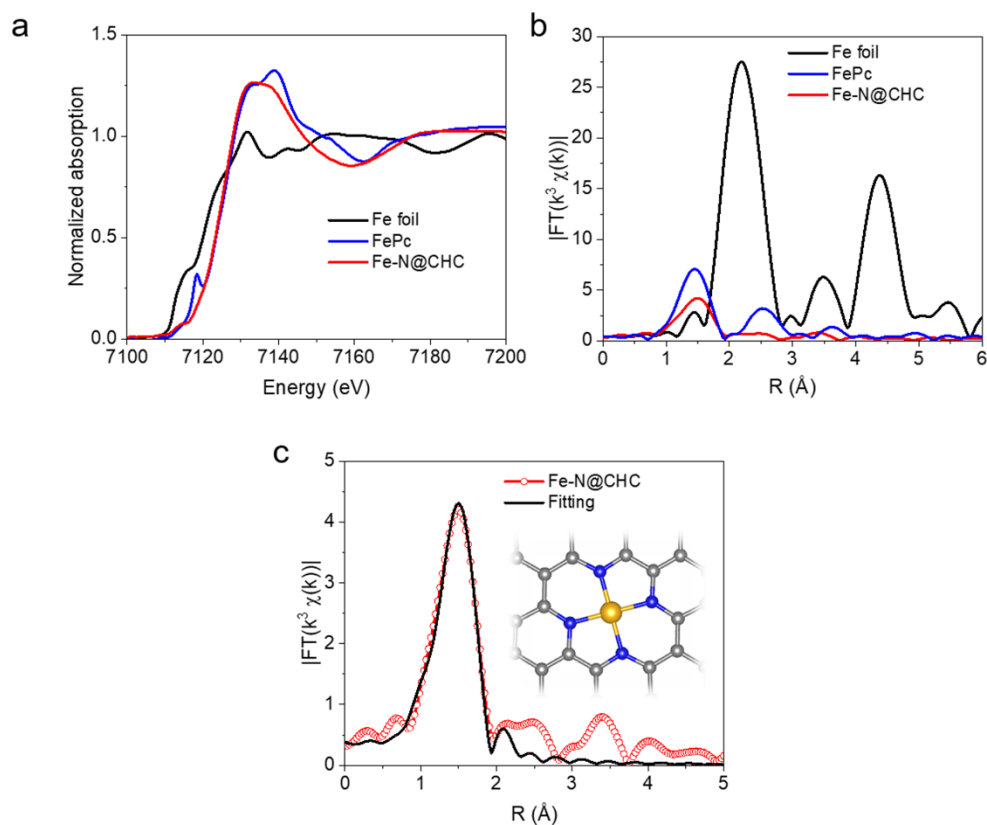 a
1.5
1.0
0.5
0.0
Normalized absorption
Fe foil
FePc
Fe-N@CHC
7100 7120 7140 7160 7180 7200
Energy (eV)
b
30
25
20
15
10
5
0
|FT(k³ χ(k))|
Fe foil
FePc
Fe-N@CHC
0 1 2 3 4 5 6
R (Å)
c
5
4
3
2
1
0
|FT(k³ χ(k))|
Fe-N@CHC
Fitting
0 1 2 3 4 5
R (Å)